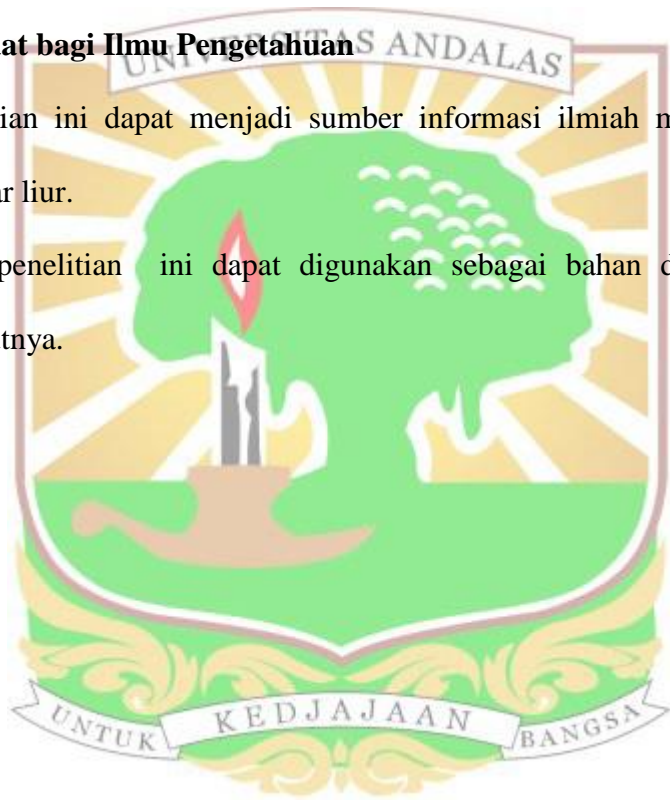 UNIVERSITAS ANDALAS
at bagi Ilmu Pengetahuan
ian ini dapat menjadi sumber informasi ilmiah m
r liur.
penelitian ini dapat digunakan sebagai bahan d
tnya.
UNTUK KEDJAJAAN BANGSA